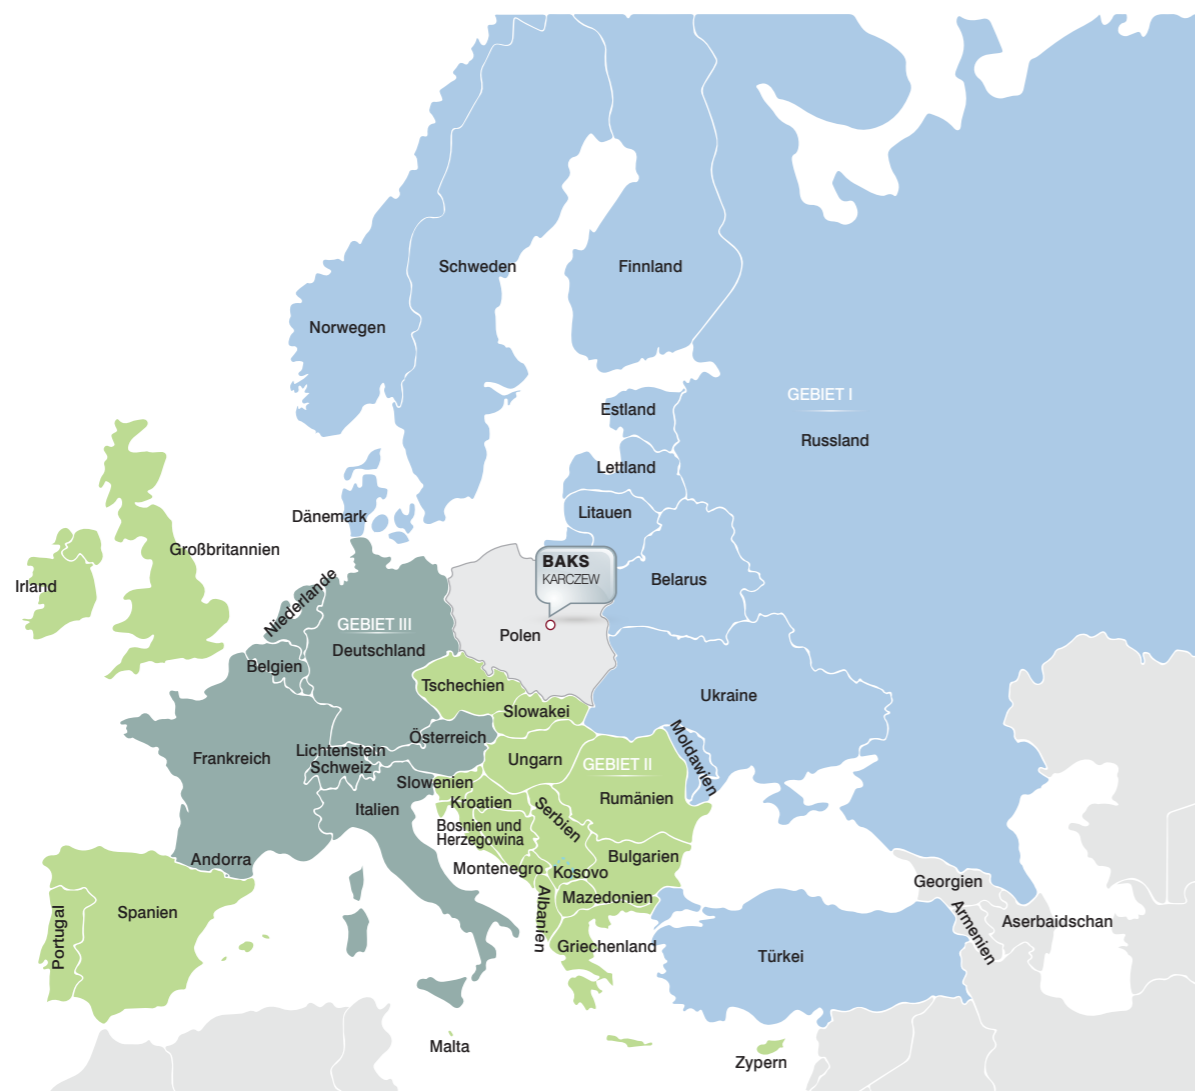 Schweden
Finnland
Norwegen
GEBIET I
Estland
Russland
Lettland
Litauen
Dänemark
Großbritannien
BAKS
KARCZEW
Belarus
Irland
Niederlande
GEBIET III
Polen
Deutschland
Belgien
Tschechien
Ukraine
Slowakei
Österreich
Moldawien
Lichtenstein
Frankreich
Ungarn
GEBIET II
Schweiz
Slowenien
Rumänien
Kroatien
Italien
Serbien
Bosnien und
Herzegowina
Bulgarien
Andorra
Montenegro
Kosovo
Georgien
Mazedonien
Spanien
Portugal
Albanien
Armenien
Aserbaidschan
Griechenland
Türkei
Malta
Zypern